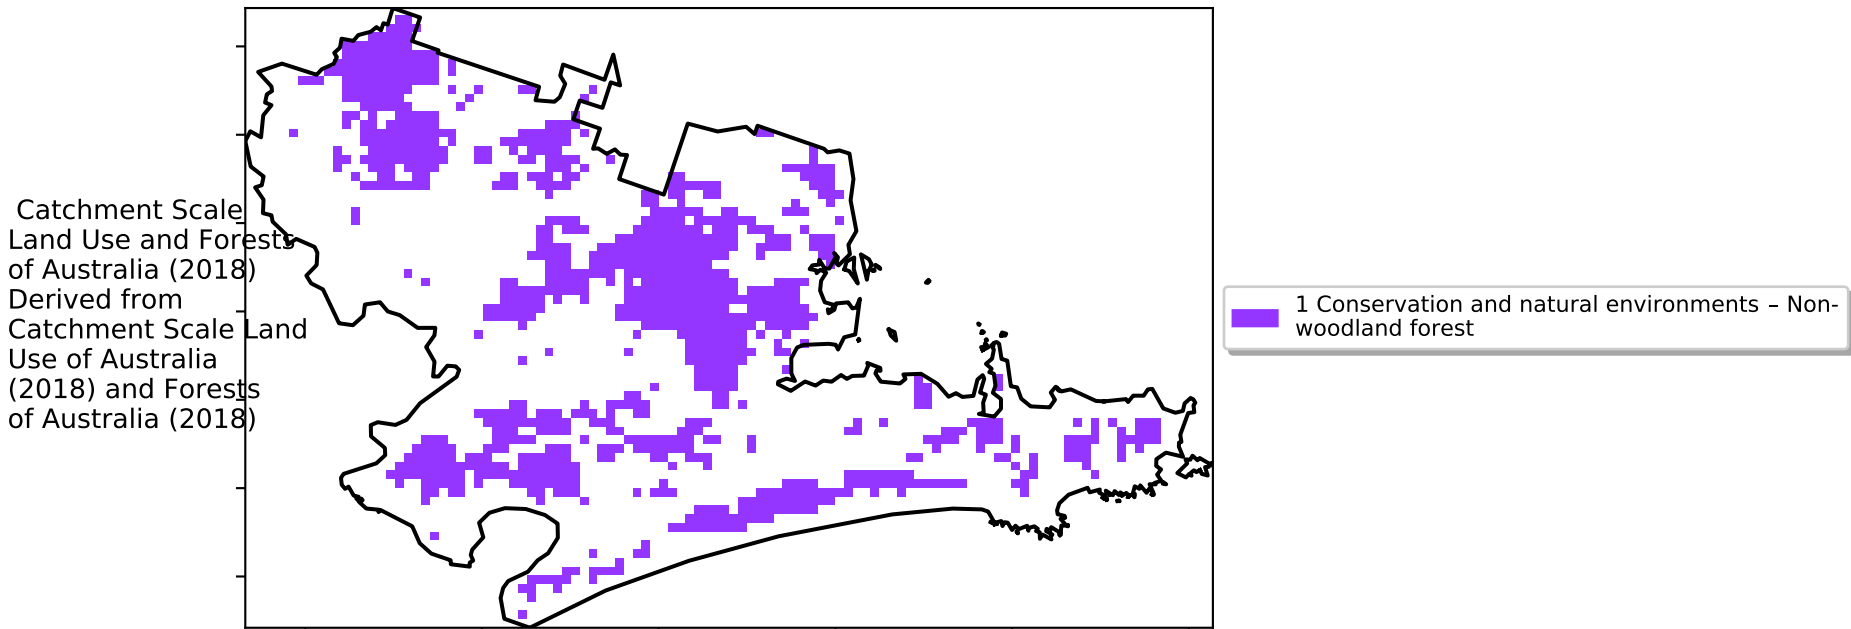 Catchment Scale
Land Use and Forests
of Australia (2018)
Derived from
Catchment Scale Land
Use of Australia
(2018) and Forests
of Australia (2018)
1 Conservation and natural environments – Non-
woodland forest